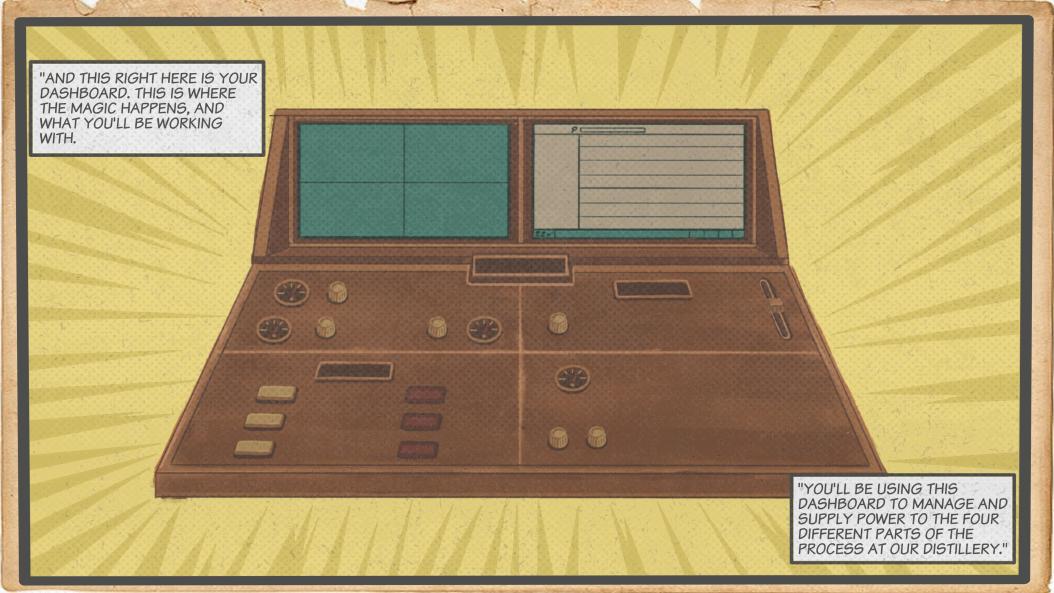 "AND THIS RIGHT HERE IS YOUR
DASHBOARD. THIS IS WHERE
THE MAGIC HAPPENS, AND
WHAT YOU'LL BE WORKING
WITH.
"YOU'LL BE USING THIS
DASHBOARD TO MANAGE AND
SUPPLY POWER TO THE FOUR
DIFFERENT PARTS OF THE
PROCESS AT OUR DISTILLERY."